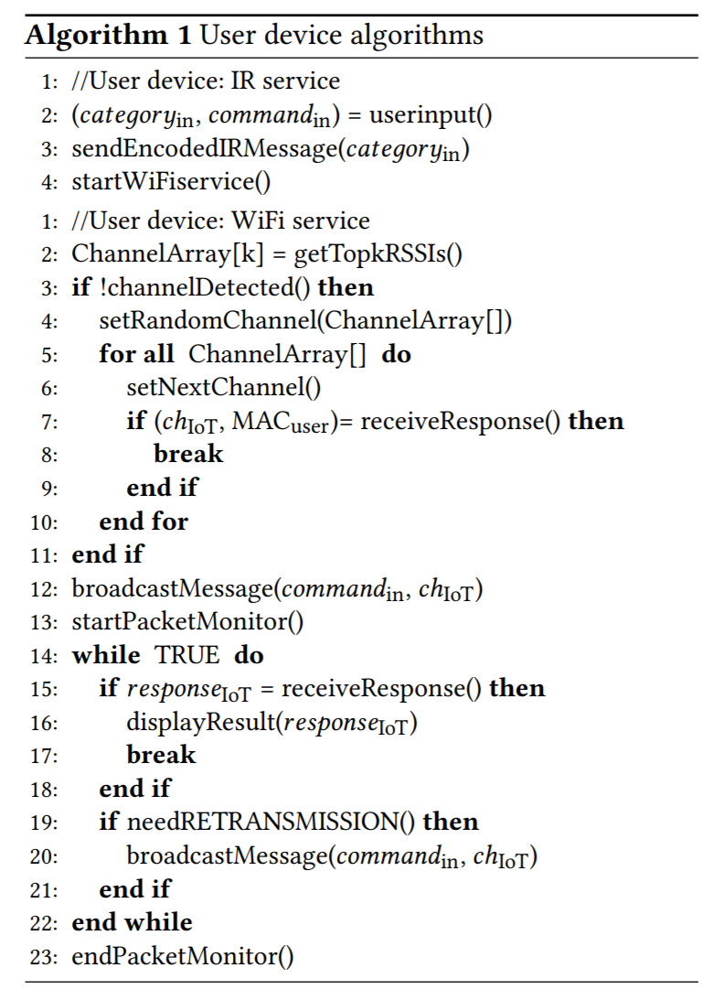 Algorithm 1 User device algorithms
1: //User device: IR service
2: (category_in, command_in) = userinput()
3: sendEncodedIRMessage(category_in)
4: startWiFiservice()
1: //User device: WiFi service
2: ChannelArray[k] = getTopkRSSIs()
3: if !channelDetected() then
4: setRandomChannel(ChannelArray[])
5: for all ChannelArray[] do
6: setNextChannel()
7: if (ch_IoT, MAC_user)= receiveResponse() then
8: break
9: end if
10: end for
11: end if
12: broadcastMessage(command_in, ch_IoT)
13: startPacketMonitor()
14: while TRUE do
15: if response_IoT = receiveResponse() then
16: displayResult(response_IoT)
17: break
18: end if
19: if needRETRANSMISSION() then
20: broadcastMessage(command_in, ch_IoT)
21: end if
22: end while
23: endPacketMonitor()